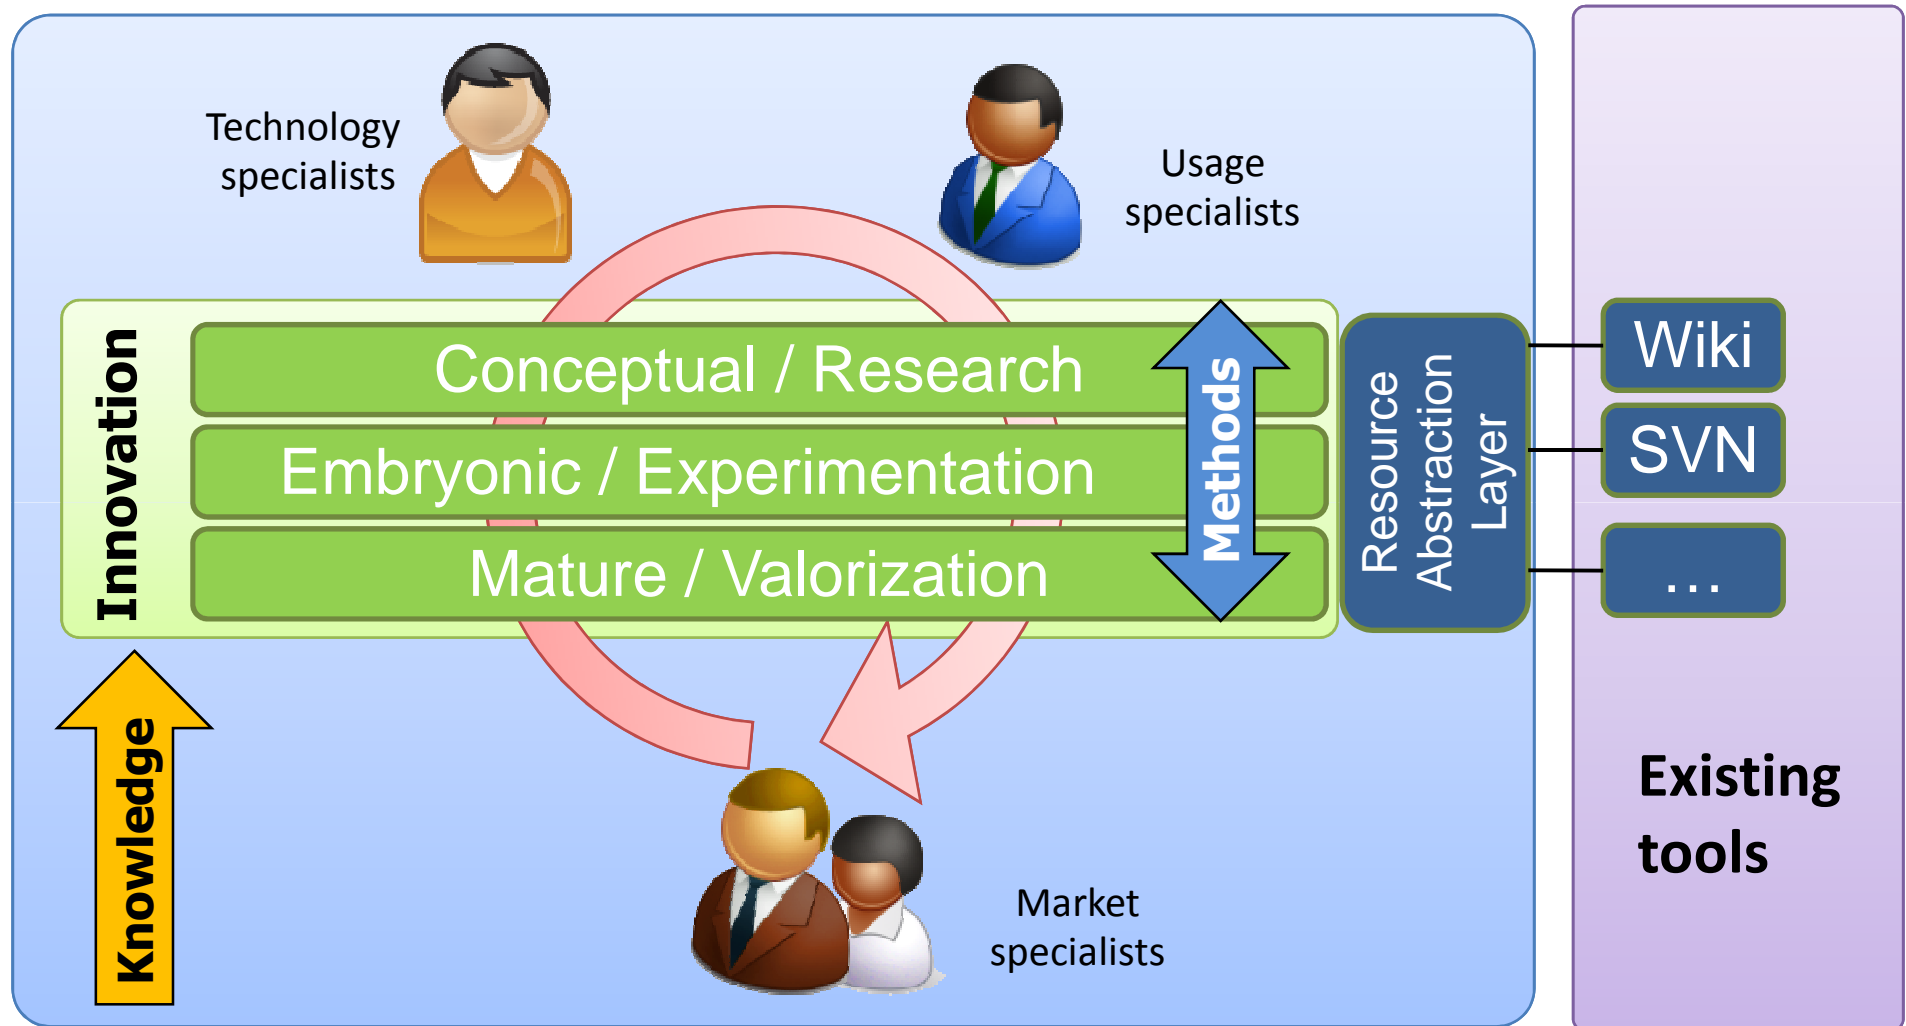 Technology
specialists
Usage
specialists
Innovation
Conceptual / Research
Embryonic / Experimentation
Mature / Valorization
Methods
Resource
Abstraction
Layer
Wiki
SVN
...
Knowledge
Market
specialists
Existing
tools